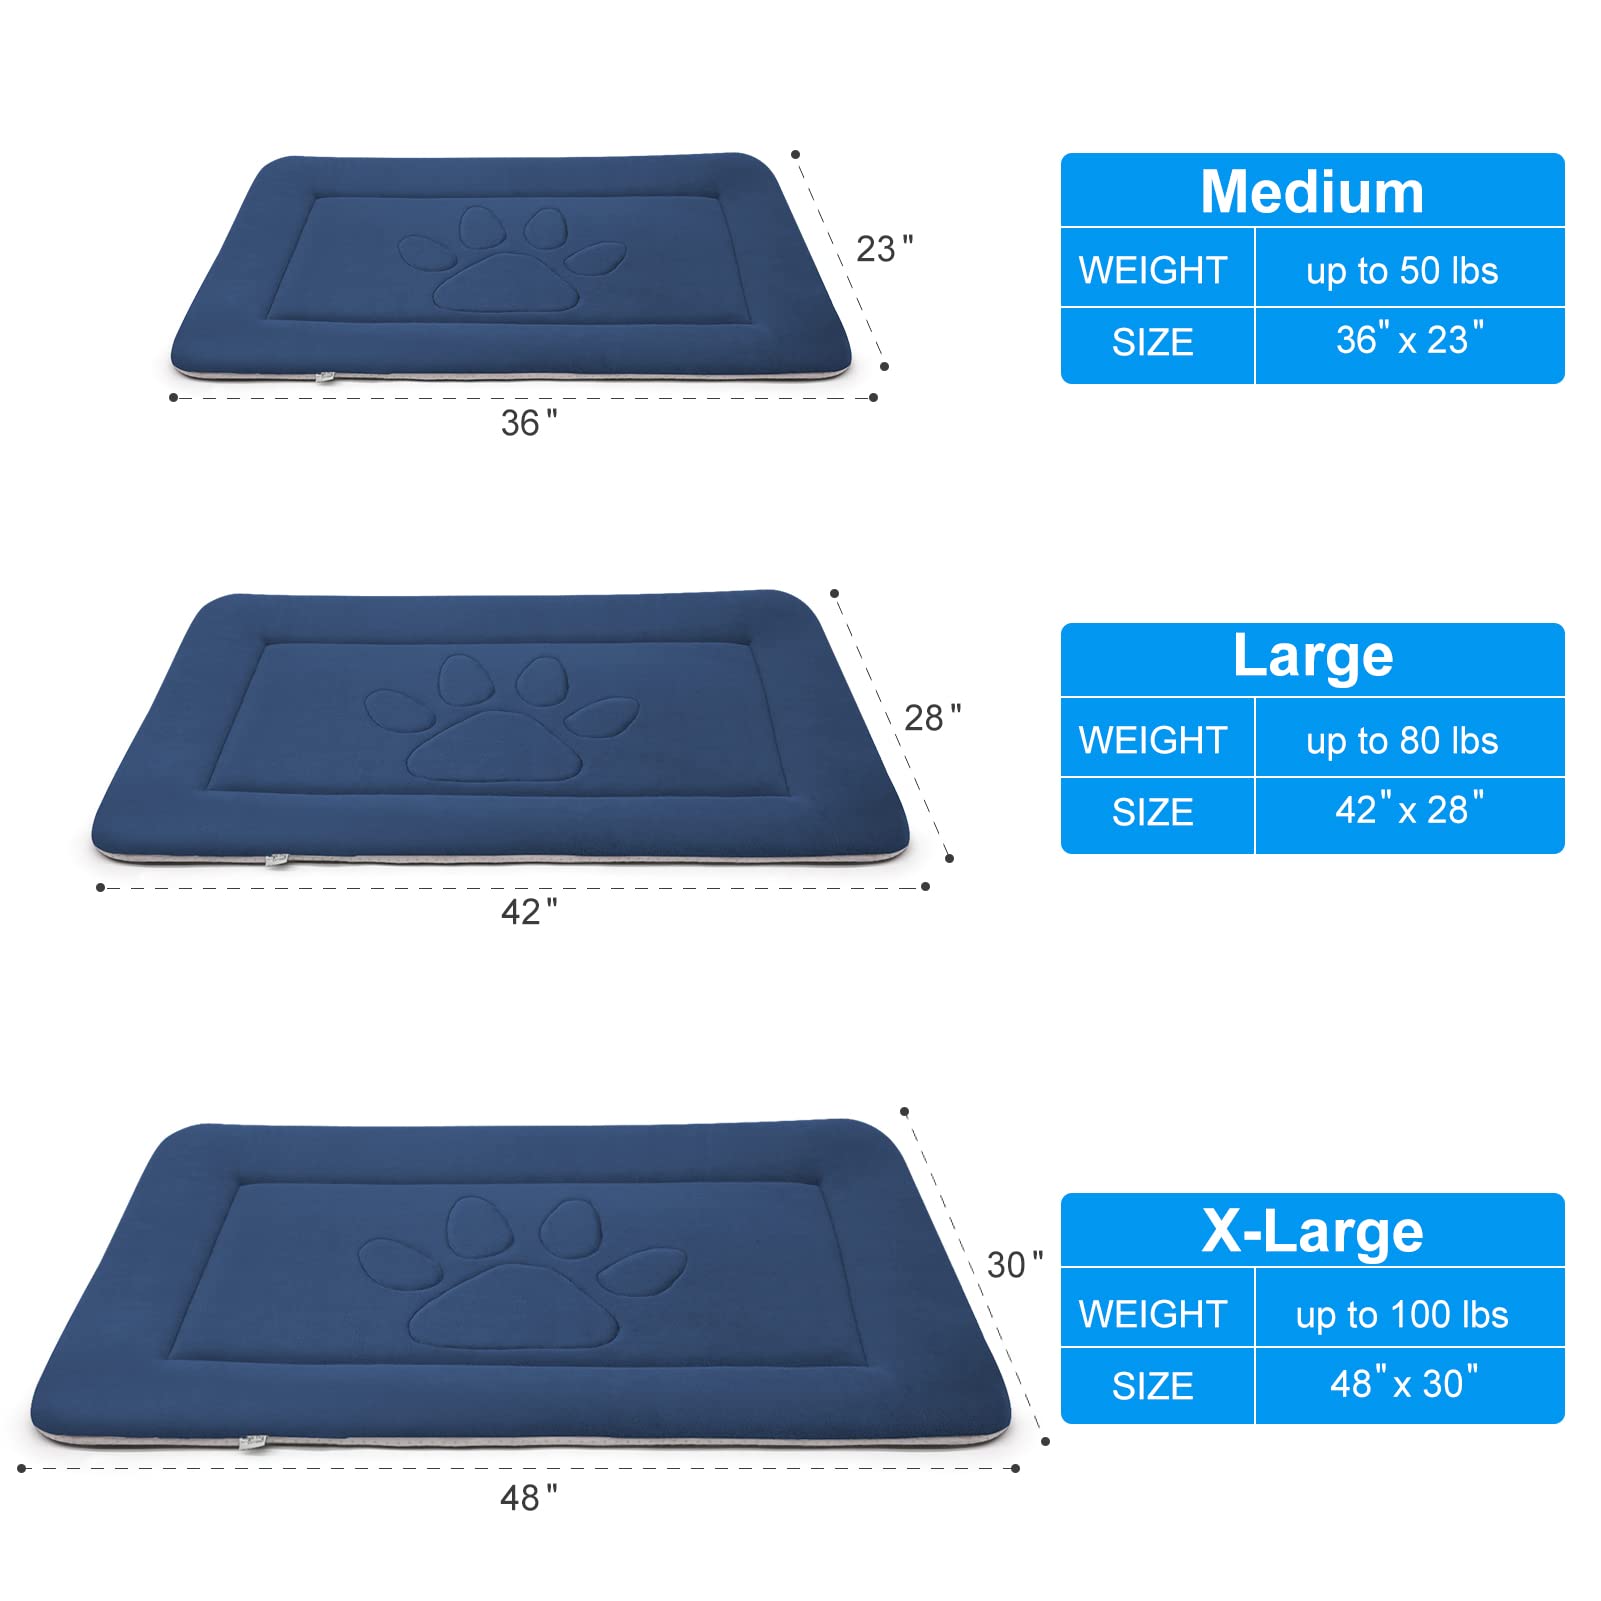 23"
36"
Medium
WEIGHT up to 50 lbs
SIZE 36" x 23"
28"
42"
Large
WEIGHT up to 80 lbs
SIZE 42" x 28"
30"
48"
X-Large
WEIGHT up to 100 lbs
SIZE 48" x 30"